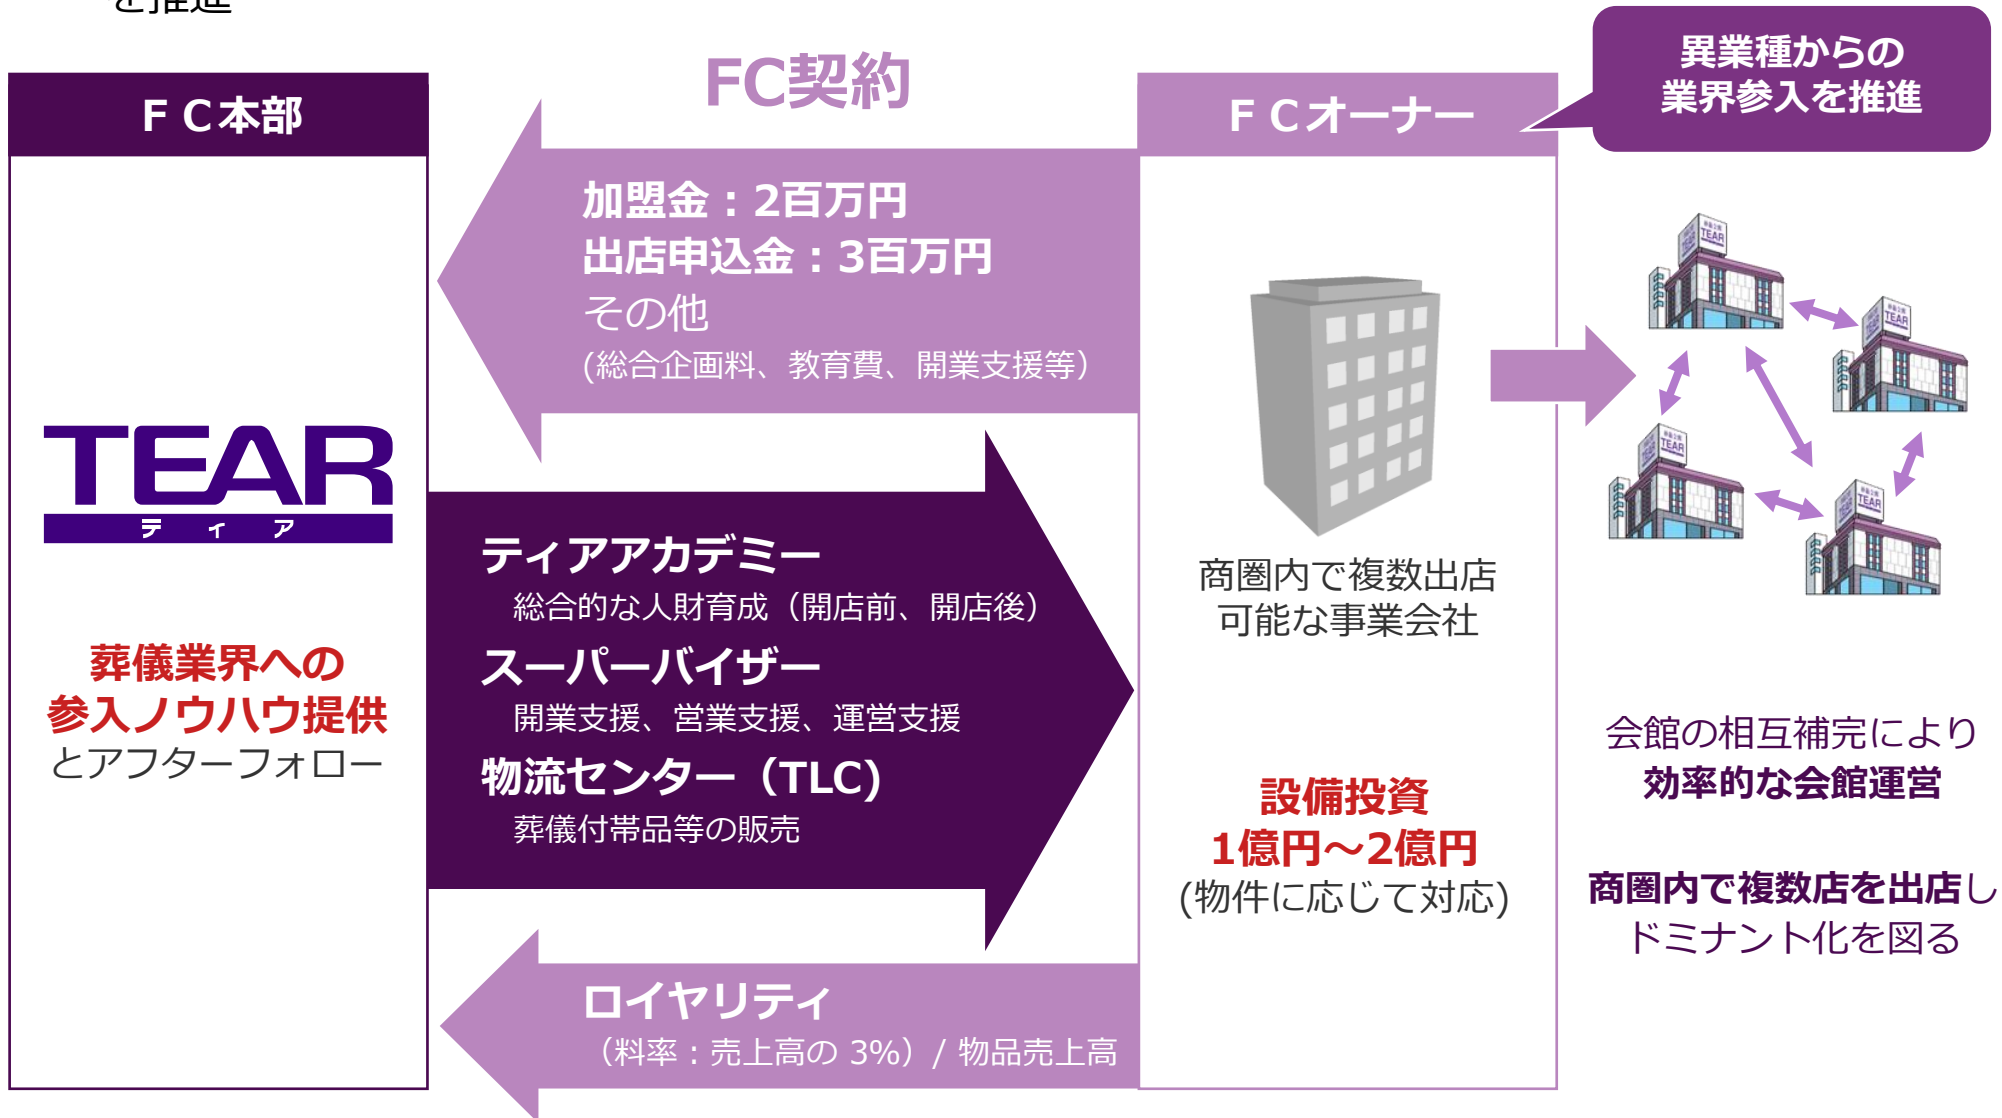 を推進
FC契約
異業種からの
業界参入を推進
ＦＣ本部
ＦＣオーナー
加盟金：2百万円
出店申込金：3百万円
その他
(総合企画料、教育費、開業支援等）
TEAR
ティア
葬儀業界への
参入ノウハウ提供
とアフターフォロー
ティアアカデミー
総合的な人財育成（開店前、開店後）
スーパーバイザー
開業支援、営業支援、運営支援
物流センター（TLC)
葬儀付帯品等の販売
ロイヤリティ
（料率：売上高の 3%）/ 物品売上高
商圏内で複数出店
可能な事業会社
設備投資
1億円～2億円
(物件に応じて対応)
TEAR
TEAR
TEAR
TEAR
会館の相互補完により
効率的な会館運営
商圏内で複数店を出店し
ドミナント化を図る